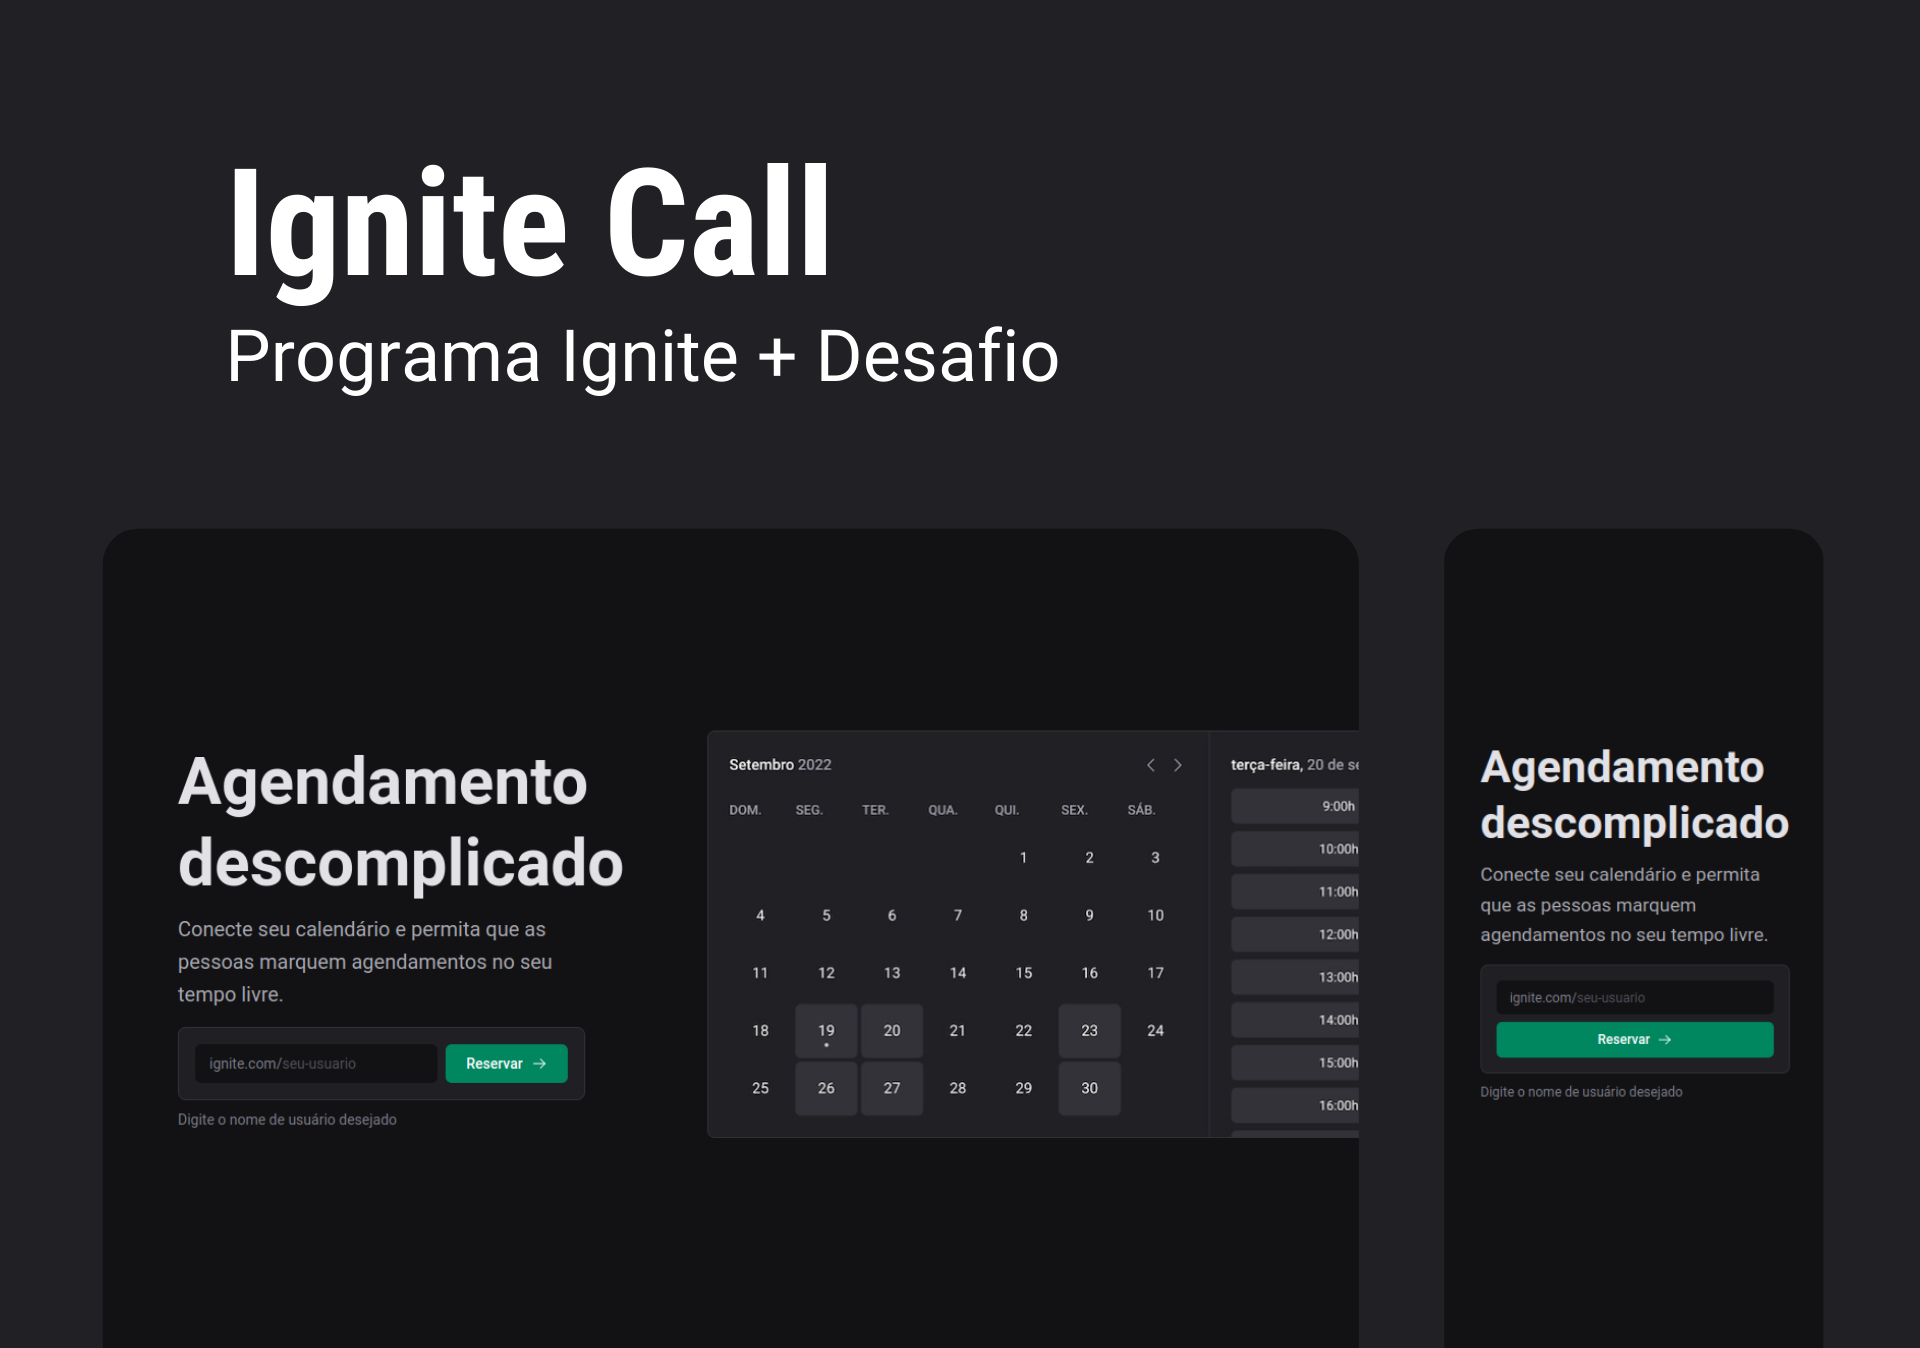 Ignite Call
Programa Ignite + Desafio
Agendamento
descomplicado
Conecte seu calendário e permita que as
pessoas marquem agendamentos no seu
tempo livre.
ignite.com/seu-usuario
Reservar →
Digite o nome de usuário desejado
Setembro 2022
DOM. SEG. TER. QUA. QUI. SEX. SÁB.
1 2 3
4 5 6 7 8 9 10
11 12 13 14 15 16 17
18 19 20 21 22 23 24
25 26 27 28 29 30
terça-feira, 20 de se
9:00h
10:00h
11:00h
12:00h
13:00h
14:00h
15:00h
16:00h
Agendamento
descomplicado
Conecte seu calendário e permita
que as pessoas marquem
agendamentos no seu tempo livre.
ignite.com/seu-usuario
Reservar →
Digite o nome de usuário desejado